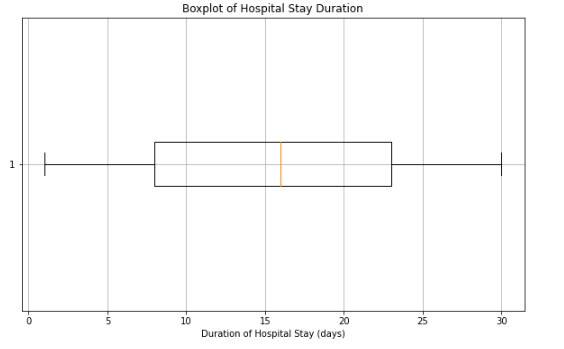 Boxplot of Hospital Stay Duration
1
0 5 10 15 20 25 30
Duration of Hospital Stay (days)